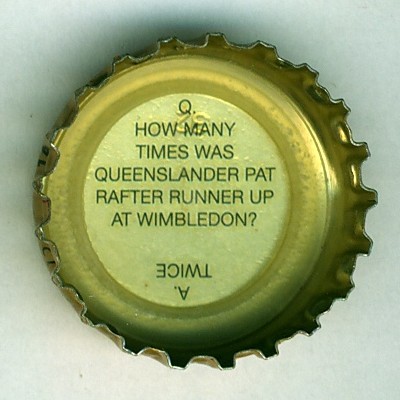 Q.
HOW MANY
TIMES WAS
QUEENSLANDER PAT
RAFTER RUNNER UP
AT WIMBLEDON?
A.
TWICE